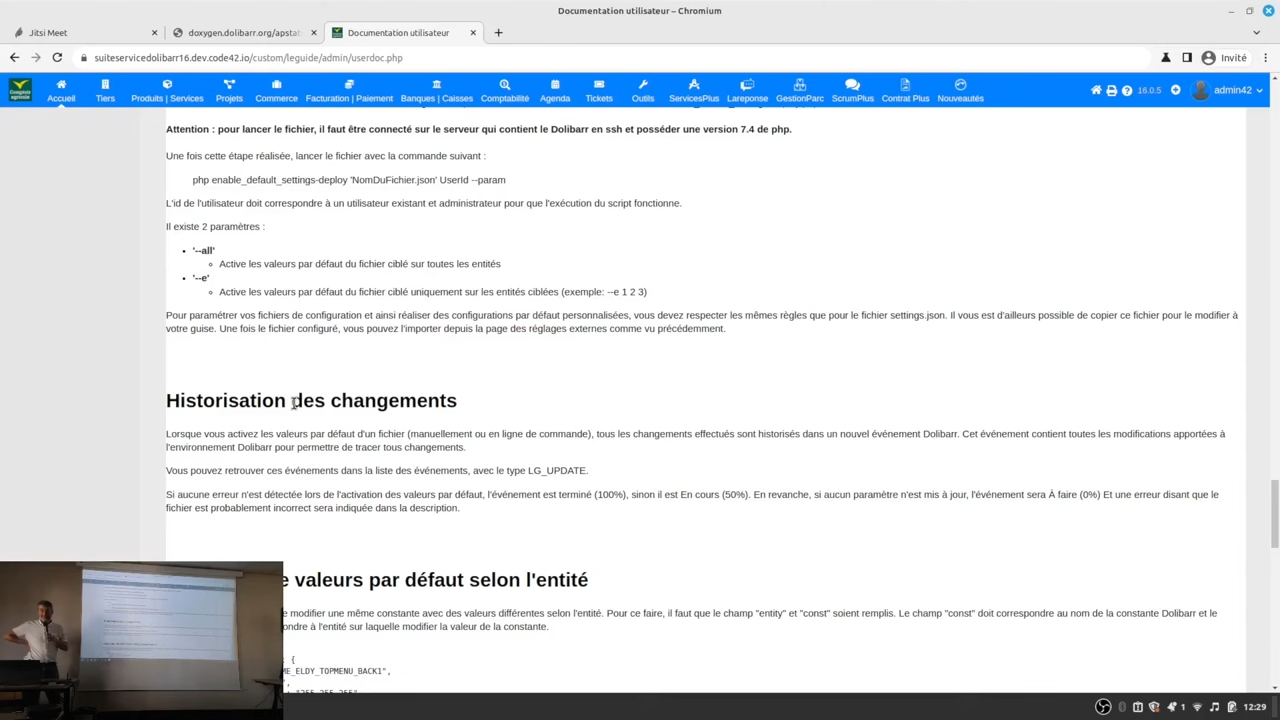 Documentation utilisateur – Chromium
Jitsi Meet
doxygen.dolibarr.org/apstat
Documentation utilisateur
suiteservicedolibarr16.dev.code42.io/custom/leguide/admin/userdoc.php
Invité
Accueil
Tiers
Produits | Services
Projets
Commerce
Facturation | Paiement
Banques | Caisses
Comptabilité
Agenda
Tickets
Outils
ServicesPlus
Lareponse
GestionParc
ScrumPlus
Contrat Plus
Nouveautés
16.0.5
admin42
Attention : pour lancer le fichier, il faut être connecté sur le serveur qui contient le Dolibarr en ssh et posséder une version 7.4 de php.
Une fois cette étape réalisée, lancer le fichier avec la commande suivant :
php enable_default_settings-deploy 'NomDuFichier.json' UserId --param
L'id de l'utilisateur doit correspondre à un utilisateur existant et administrateur pour que l'exécution du script fonctionne.
Il existe 2 paramètres :
'--all'
Active les valeurs par défaut du fichier ciblé sur toutes les entités
'--e'
Active les valeurs par défaut du fichier ciblé uniquement sur les entités ciblées (exemple: --e 1 2 3)
Pour paramétrer vos fichiers de configuration et ainsi réaliser des configurations par défaut personnalisées, vous devez respecter les mêmes règles que pour le fichier settings.json. Il vous est d'ailleurs possible de copier ce fichier pour le modifier à
votre guise. Une fois le fichier configuré, vous pouvez l'importer depuis la page des réglages externes comme vu précédemment.
Historisation des changements
Lorsque vous activez les valeurs par défaut d'un fichier (manuellement ou en ligne de commande), tous les changements effectués sont historisés dans un nouvel événement Dolibarr. Cet événement contient toutes les modifications apportées à
l'environnement Dolibarr pour permettre de tracer tous changements.
Vous pouvez retrouver ces événements dans la liste des événements, avec le type LG_UPDATE.
Si aucune erreur n'est détectée lors de l'activation des valeurs par défaut, l'événement est terminé (100%), sinon il est En cours (50%). En revanche, si aucun paramètre n'est mis à jour, l'événement sera À faire (0%) Et une erreur disant que le
fichier est probablement incorrect sera indiquée dans la description.
e valeurs par défaut selon l'entité
e modifier une même constante avec des valeurs différentes selon l'entité. Pour ce faire, il faut que le champ "entity" et "const" soient remplis. Le champ "const" doit correspondre au nom de la constante Dolibarr et le
ondre à l'entité sur laquelle modifier la valeur de la constante.
: {
ME_ELDY_TOPMENU_BACK1",
",
: "255,255,255"
1
12:29